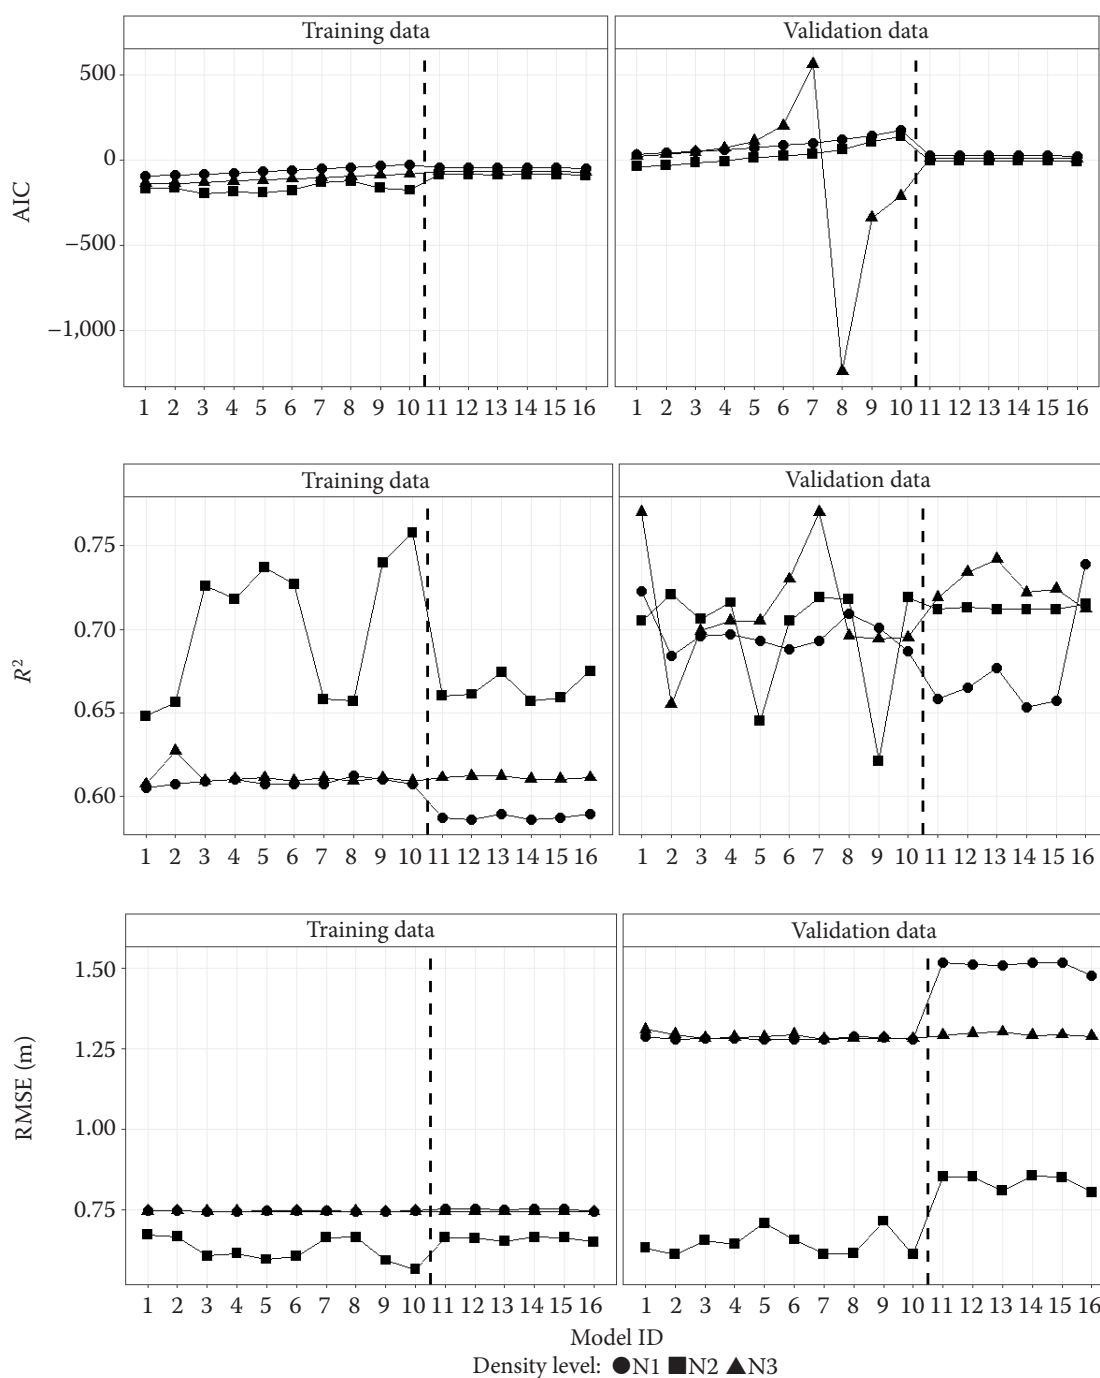 Training data
Validation data
AIC
500
0
−500
−1,000
1 2 3 4 5 6 7 8 9 10 11 12 13 14 15 16
1 2 3 4 5 6 7 8 9 10 11 12 13 14 15 16
Training data
Validation data
R²
0.75
0.70
0.65
0.60
1 2 3 4 5 6 7 8 9 10 11 12 13 14 15 16
1 2 3 4 5 6 7 8 9 10 11 12 13 14 15 16
Training data
Validation data
RMSE (m)
1.50
1.25
1.00
0.75
1 2 3 4 5 6 7 8 9 10 11 12 13 14 15 16
1 2 3 4 5 6 7 8 9 10 11 12 13 14 15 16
Model ID
Density level: N1 N2 N3